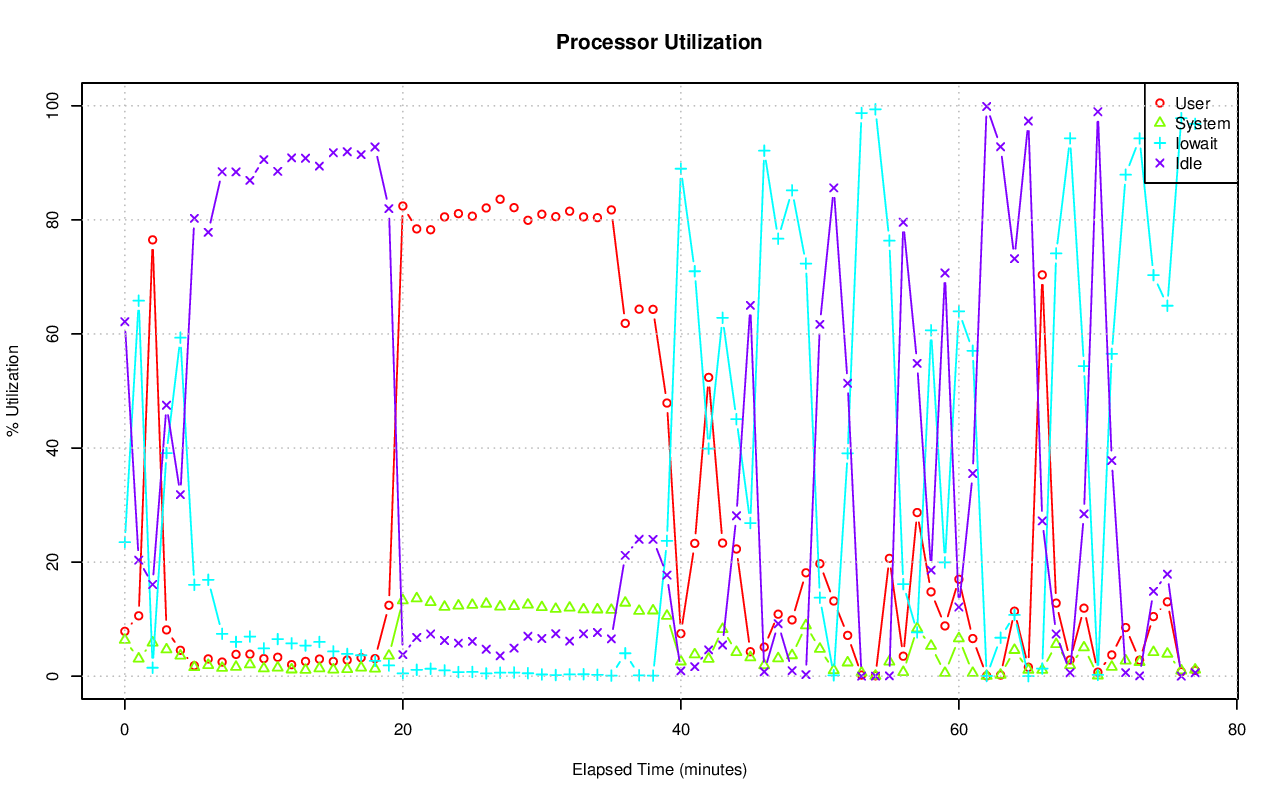 Processor Utilization
100
80
60
40
20
0
% Utilization
User
System
Iowait
Idle
0 20 40 60 80
Elapsed Time (minutes)